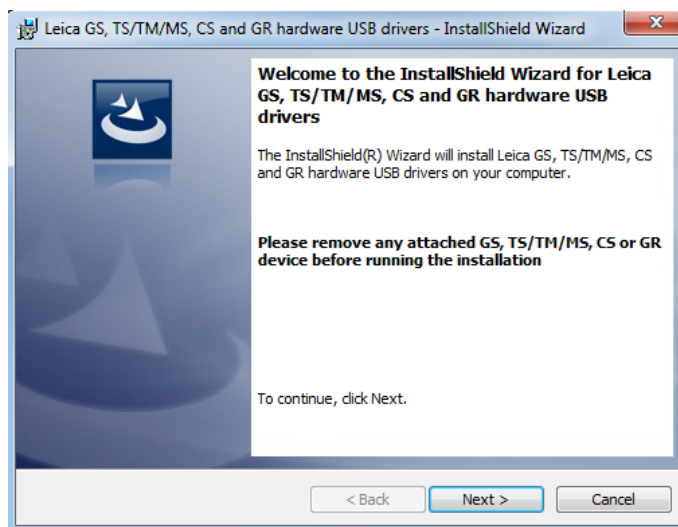 Leica GS, TS/TM/MS, CS and GR hardware USB drivers - InstallShield Wizard
Welcome to the InstallShield Wizard for Leica
GS, TS/TM/MS, CS and GR hardware USB
drivers
The InstallShield(R) Wizard will install Leica GS, TS/TM/MS, CS
and GR hardware USB drivers on your computer.
Please remove any attached GS, TS/TM/MS, CS or GR
device before running the installation
To continue, click Next.
< Back
Next >
Cancel